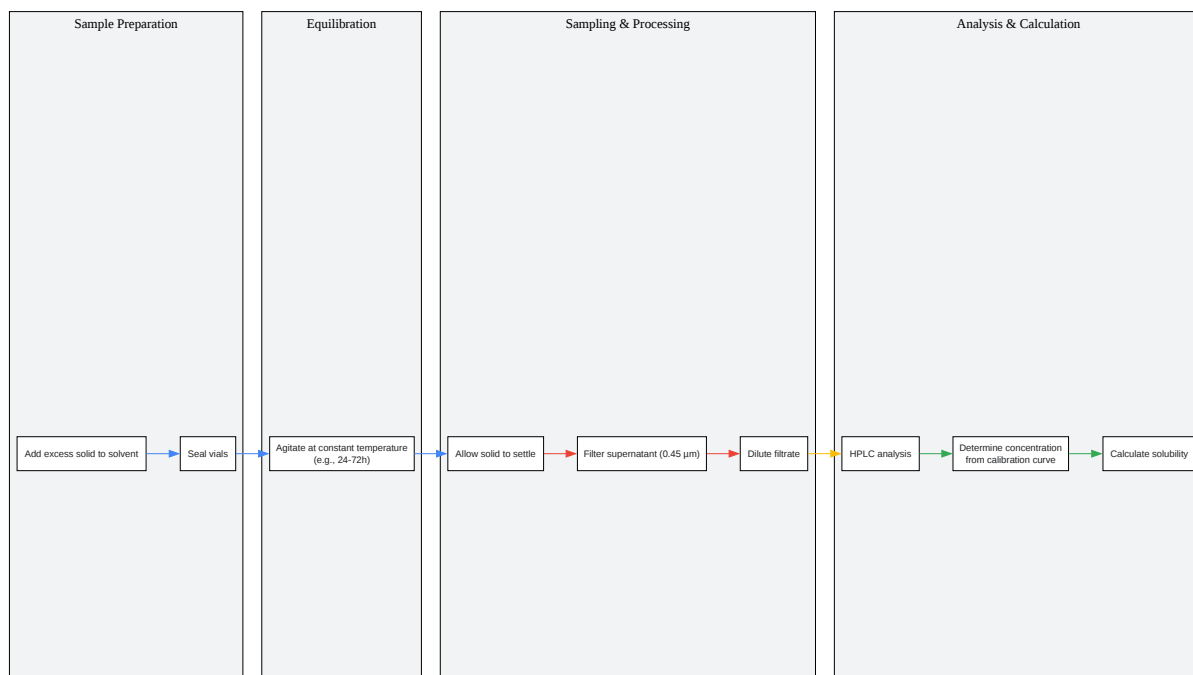 Sample Preparation
Equilibration
Sampling & Processing
Analysis & Calculation
Add excess solid to solvent
Seal vials
Agitate at constant temperature
(e.g., 24-72h)
Allow solid to settle
Filter supernatant (0.45 µm)
Dilute filtrate
HPLC analysis
Determine concentration
from calibration curve
Calculate solubility